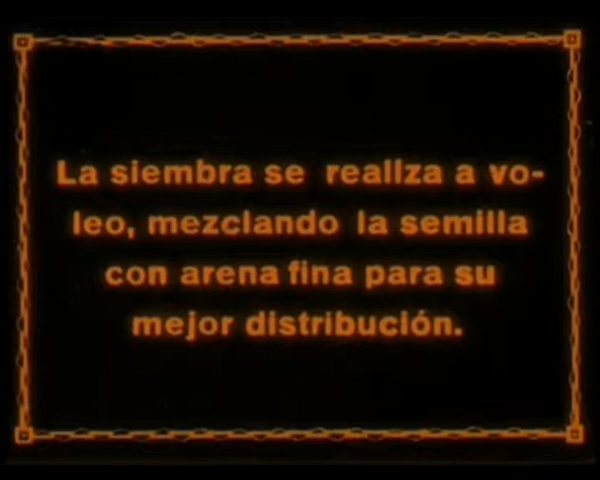 La siembra se realiza a vo-
leo, mezclando la semilla
con arena fina para su
mejor distribución.